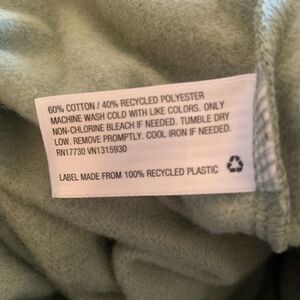 60% COTTON / 40% RECYCLED POLYESTER
MACHINE WASH COLD WITH LIKE COLORS. ONLY
NON-CHLORINE BLEACH IF NEEDED. TUMBLE DRY
LOW. REMOVE PROMPTLY. COOL IRON IF NEEDED.
RN17730 VN1315930
LABEL MADE FROM 100% RECYCLED PLASTIC